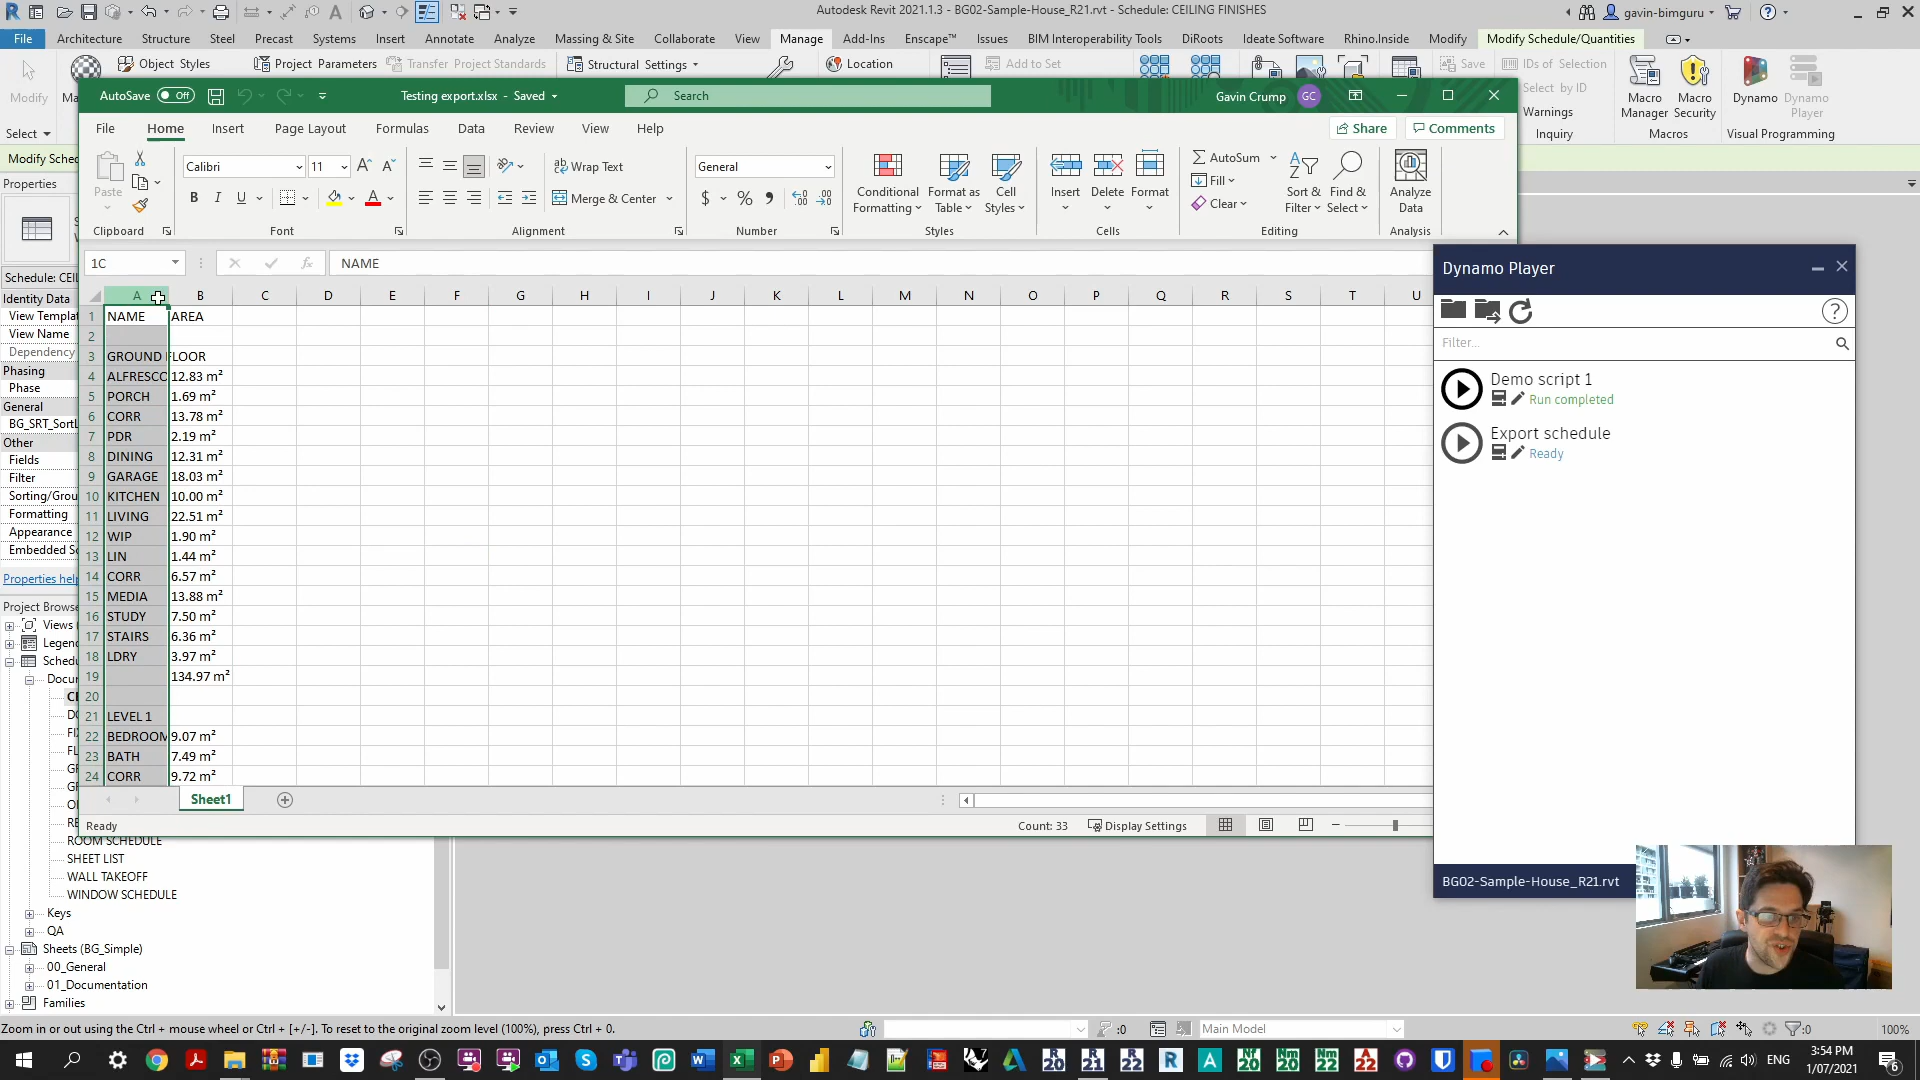 Autodesk Revit 2021.1.3 - BG02-Sample-House_R21.rvt - Schedule: CEILING FINISHES
gavin-bimguru
File Architecture Structure Steel Precast Systems Insert Annotate Analyze Massing & Site Collaborate View Manage Add-Ins Enscape™ Issues BIM Interoperability Tools DiRoots Ideate Software Rhino.Inside Modify Modify Schedule/Quantities
Object Styles Project Parameters Transfer Project Standards Structural Settings Location Add to Set Save IDs of Selection
Modify
Select by ID
Warnings
Select
Inquiry
Macro Manager
Macro Security
Macros
Dynamo
Dynamo Player
Visual Programming
AutoSave Off
Testing export.xlsx - Saved
Search
Gavin Crump GC
File Home Insert Page Layout Formulas Data Review View Help
Share Comments
Paste
Clipboard
Calibri 11
B I U
Font
Wrap Text
Merge & Center
Alignment
General
$ %
Number
Conditional Formatting
Format as Table
Cell Styles
Styles
Insert Delete Format
Cells
AutoSum
Fill
Clear
Sort & Filter
Find & Select
Editing
Analyze Data
Analysis
1C
fx NAME
A B C D E F G H I J K L M N O P Q R S T U
1 NAME AREA
2
3 GROUND FLOOR
4 ALFRESCO 12.83 m²
5 PORCH 1.69 m²
6 CORR 13.78 m²
7 PDR 2.19 m²
8 DINING 12.31 m²
9 GARAGE 18.03 m²
10 KITCHEN 10.00 m²
11 LIVING 22.51 m²
12 WIP 1.90 m²
13 LIN 1.44 m²
14 CORR 6.57 m²
15 MEDIA 13.88 m²
16 STUDY 7.50 m²
17 STAIRS 6.36 m²
18 LDRY 3.97 m²
19 134.97 m²
20
21 LEVEL 1
22 BEDROOM 9.07 m²
23 BATH 7.49 m²
24 CORR 9.72 m²
Sheet1
Ready
Count: 33
Display Settings
Modify Sched
Properties
Schedule: CEIL
Identity Data
View Templat
View Name
Dependency
Phasing
Phase
General
BG_SRT_SortL
Other
Fields
Filter
Sorting/Grou
Formatting
Appearance
Embedded Sc
Properties help
Project Browse
Views
Legen
Sched
Docu
ROOM SCHEDULE
SHEET LIST
WALL TAKEOFF
WINDOW SCHEDULE
Keys
QA
Sheets (BG_Simple)
00_General
01_Documentation
Families
Dynamo Player
Filter...
Demo script 1
Run completed
Export schedule
Ready
BG02-Sample-House_R21.rvt
Zoom in or out using the Ctrl + mouse wheel or Ctrl + [+/-]. To reset to the original zoom level (100%), press Ctrl + 0.
:0
Main Model
:0
100%
ENG
3:54 PM
1/07/2021
6